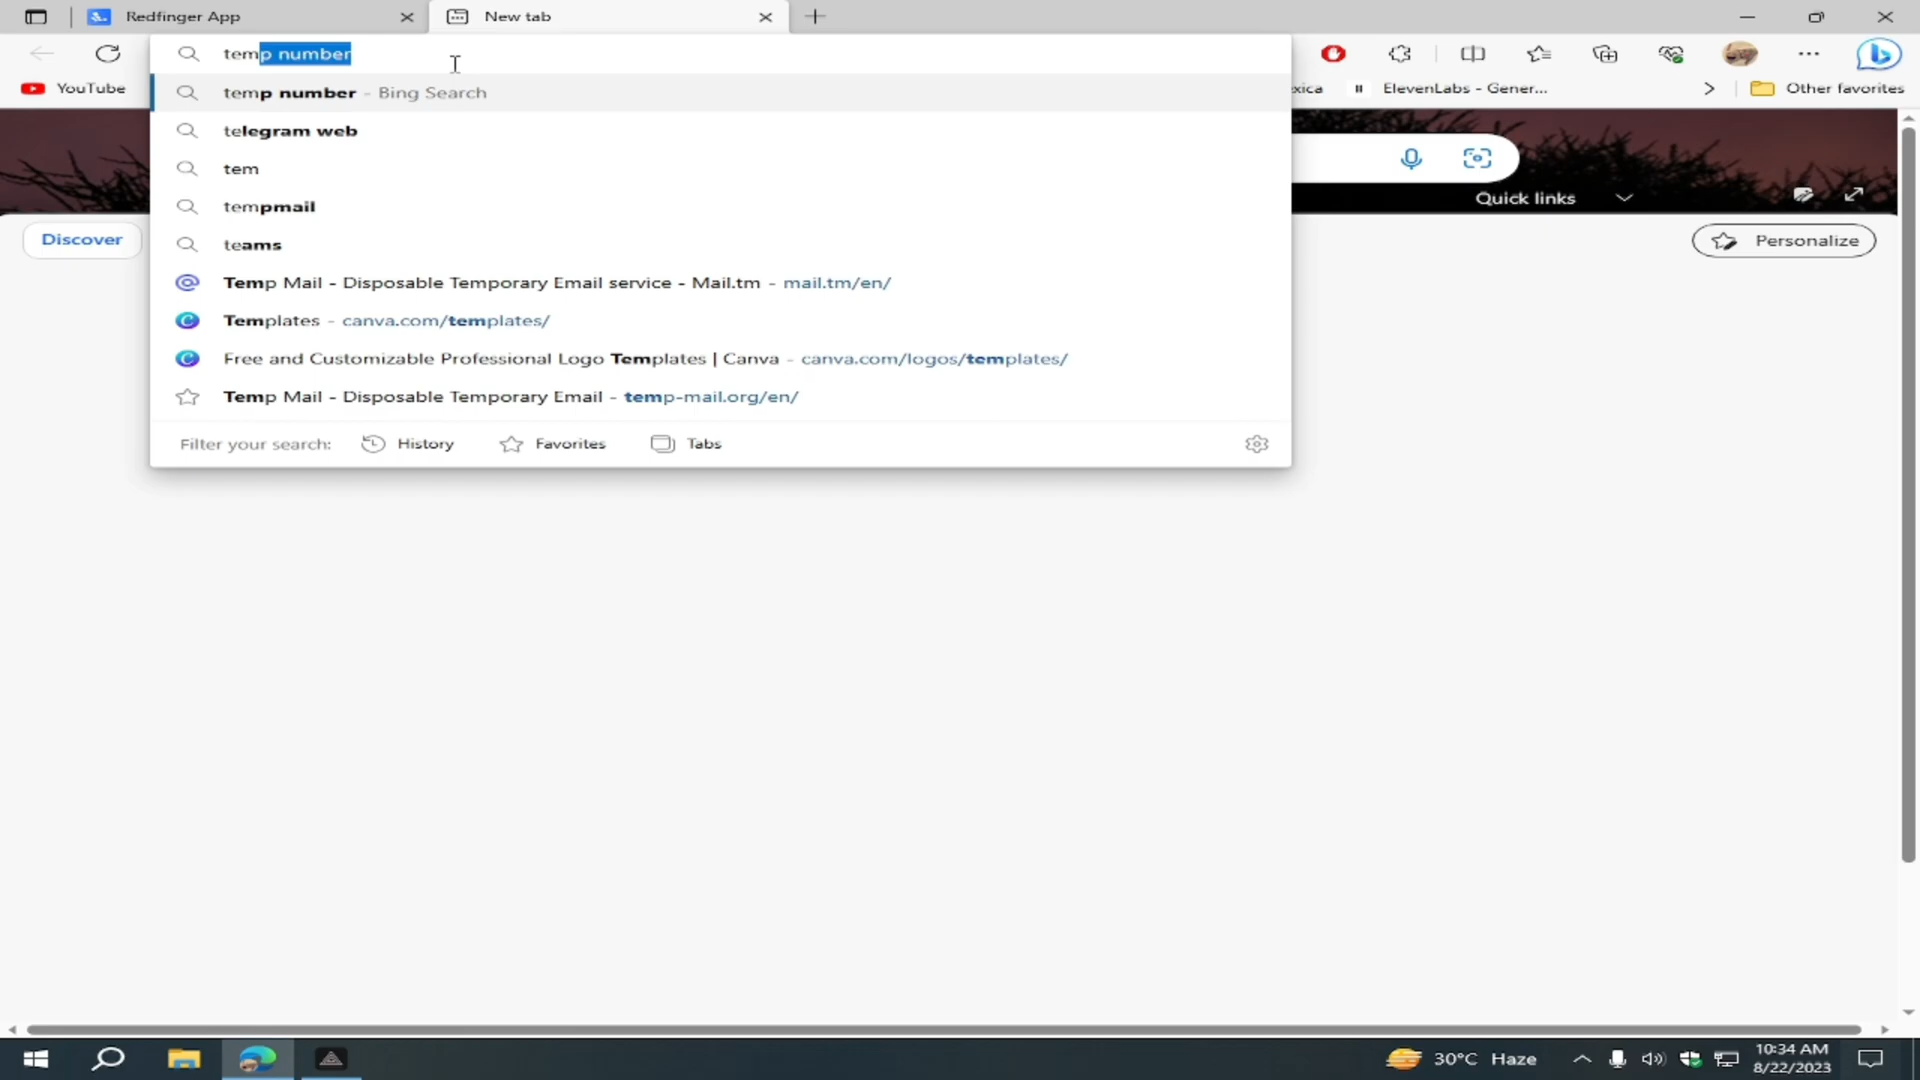 Redfinger App
New tab
temp number
YouTube
xica
ElevenLabs - Gener...
Other favorites
temp number - Bing Search
telegram web
tem
tempmail
teams
Temp Mail - Disposable Temporary Email service - Mail.tm - mail.tm/en/
Templates - canva.com/templates/
Free and Customizable Professional Logo Templates | Canva - canva.com/logos/templates/
Temp Mail - Disposable Temporary Email - temp-mail.org/en/
Filter your search: History Favorites Tabs
Quick links
Discover
Personalize
30°C Haze
10:34 AM
8/22/2023